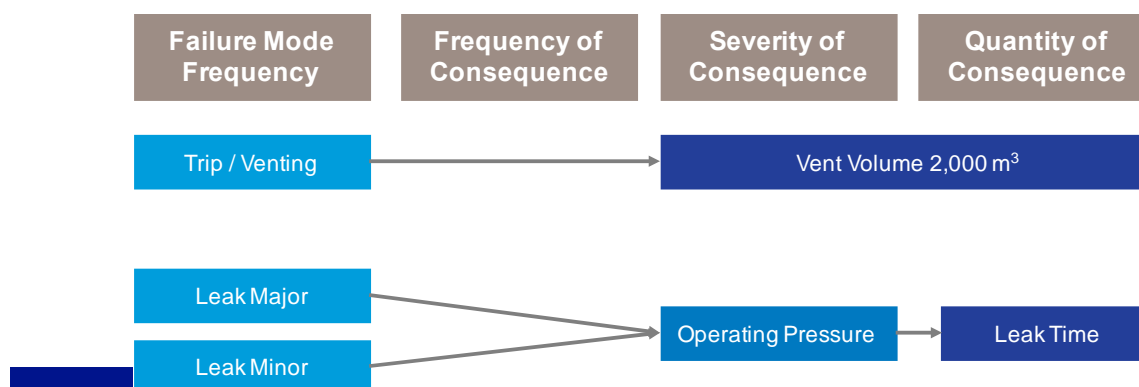 Failure Mode
Frequency
Frequency of
Consequence
Severity of
Consequence
Quantity of
Consequence
Trip / Venting
Vent Volume 2,000 m³
Leak Major
Operating Pressure
Leak Time
Leak Minor